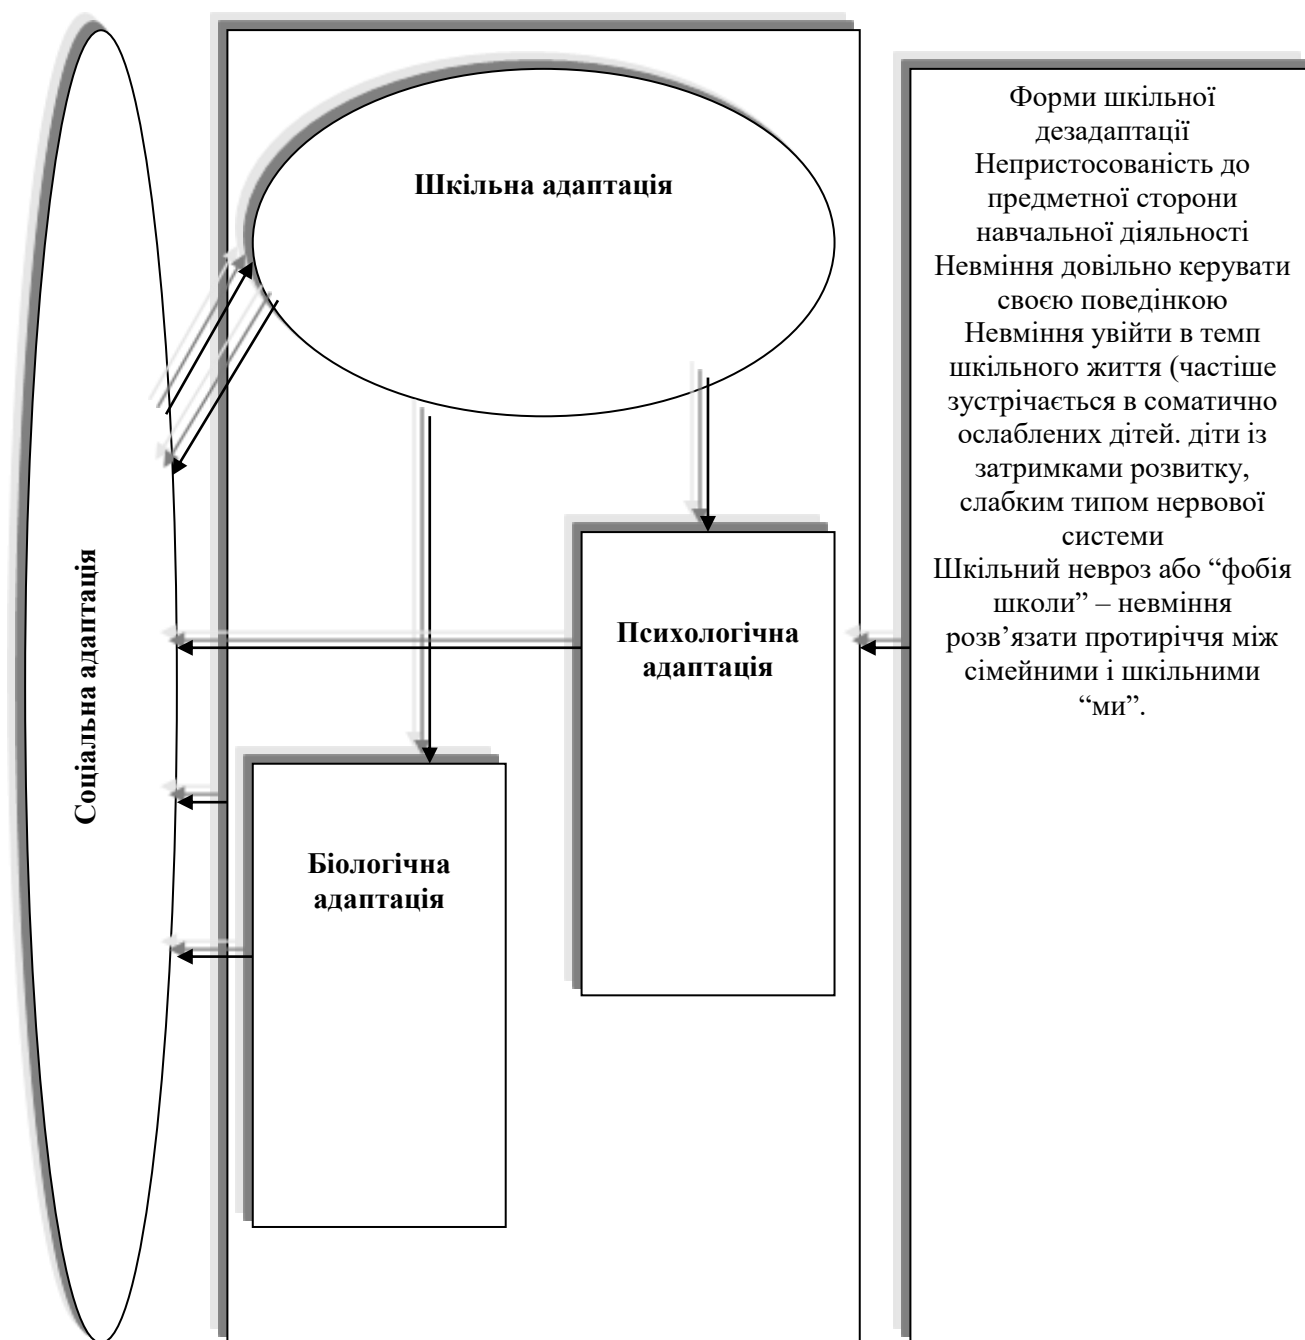 Соціальна адаптація
Шкільна адаптація
Психологічна
адаптація
Біологічна
адаптація
Форми шкільної
дезадаптації
Непристосованість до
предметної сторони
навчальної діяльності
Невміння довільно керувати
своєю поведінкою
Невміння увійти в темп
шкільного життя (частіше
зустрічається в соматично
ослаблених дітей. діти із
затримками розвитку,
слабким типом нервової
системи
Шкільний невроз або “фобія
школи” – невміння
розв’язати протиріччя між
сімейними і шкільними
“ми”.